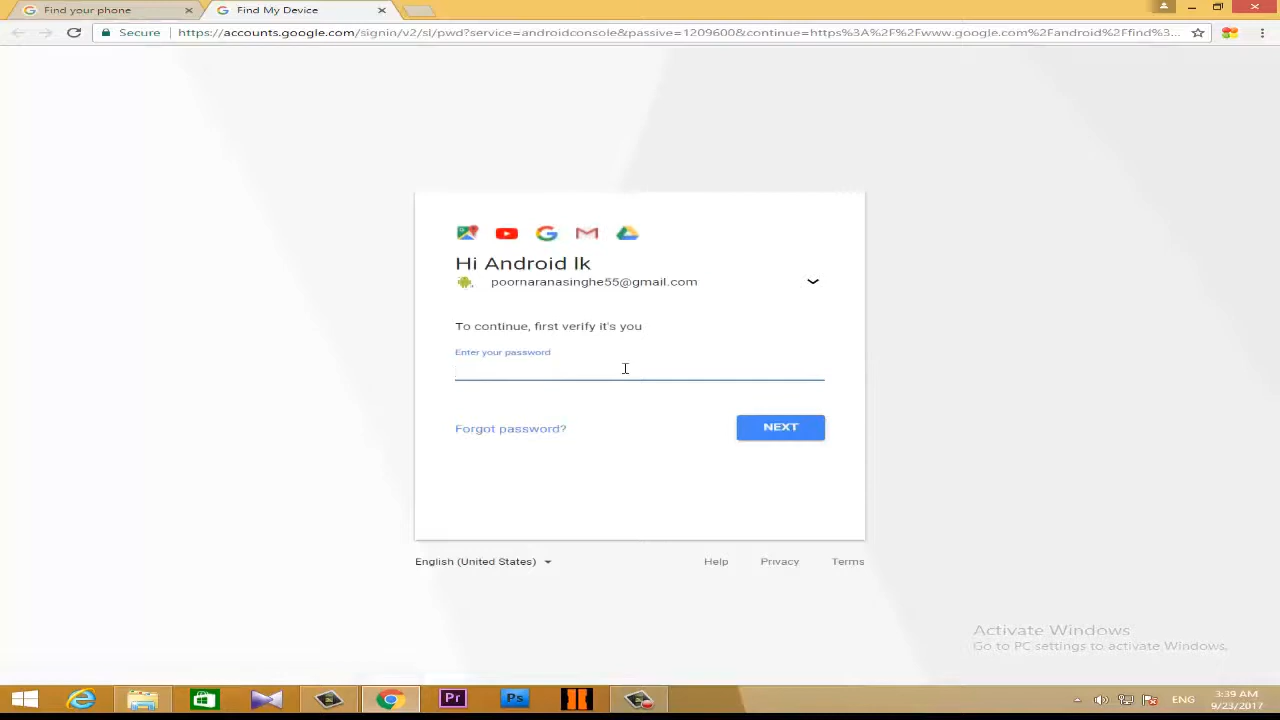 Find your phone
Find My Device
Secure
https://accounts.google.com/signin/v2/sl/pwd?service=androidconsole&passive=1209600&continue=https%3A%2F%2Fwww.google.com%2Fandroid%2Ffind%3...
Hi Android lk
poornaranasinghe55@gmail.com
To continue, first verify it's you
Enter your password
Forgot password?
NEXT
English (United States)
Help
Privacy
Terms
Activate Windows
Go to PC settings to activate Windows.
Pr
Ps
ENG
3:39 AM
9/23/2017